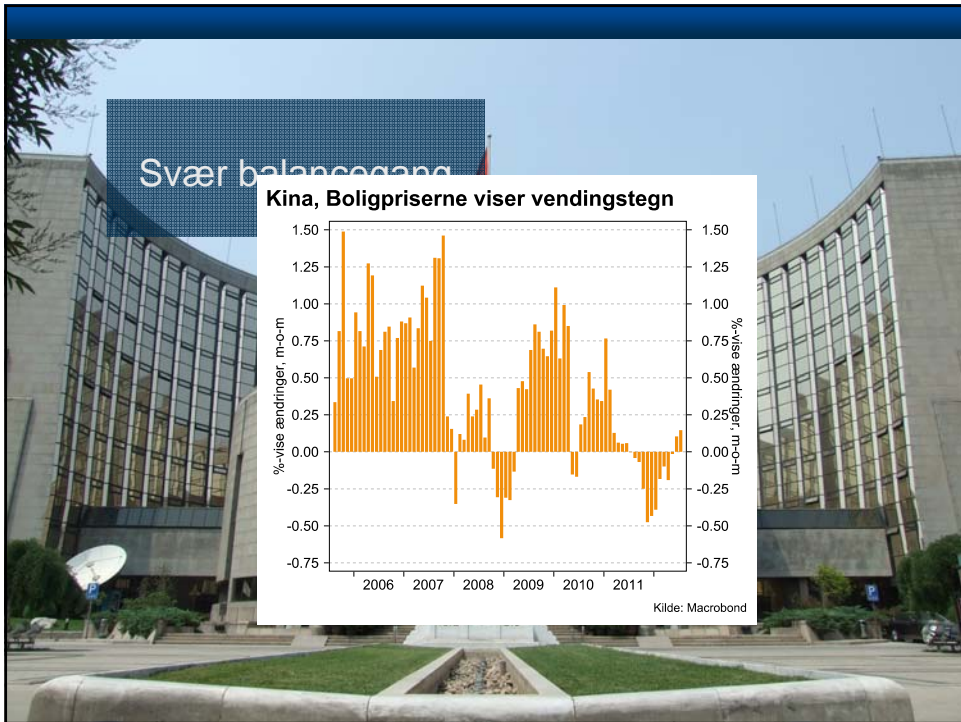 Svær balancegang
Kina, Boligpriserne viser vendingstegn
1.50
1.25
1.00
0.75
0.50
0.25
0.00
-0.25
-0.50
-0.75
%-vise ændringer, m-o-m
1.50
1.25
1.00
0.75
0.50
0.25
0.00
-0.25
-0.50
-0.75
%-vise ændringer, m-o-m
2006 2007 2008 2009 2010 2011
Kilde: Macrobond
P
P